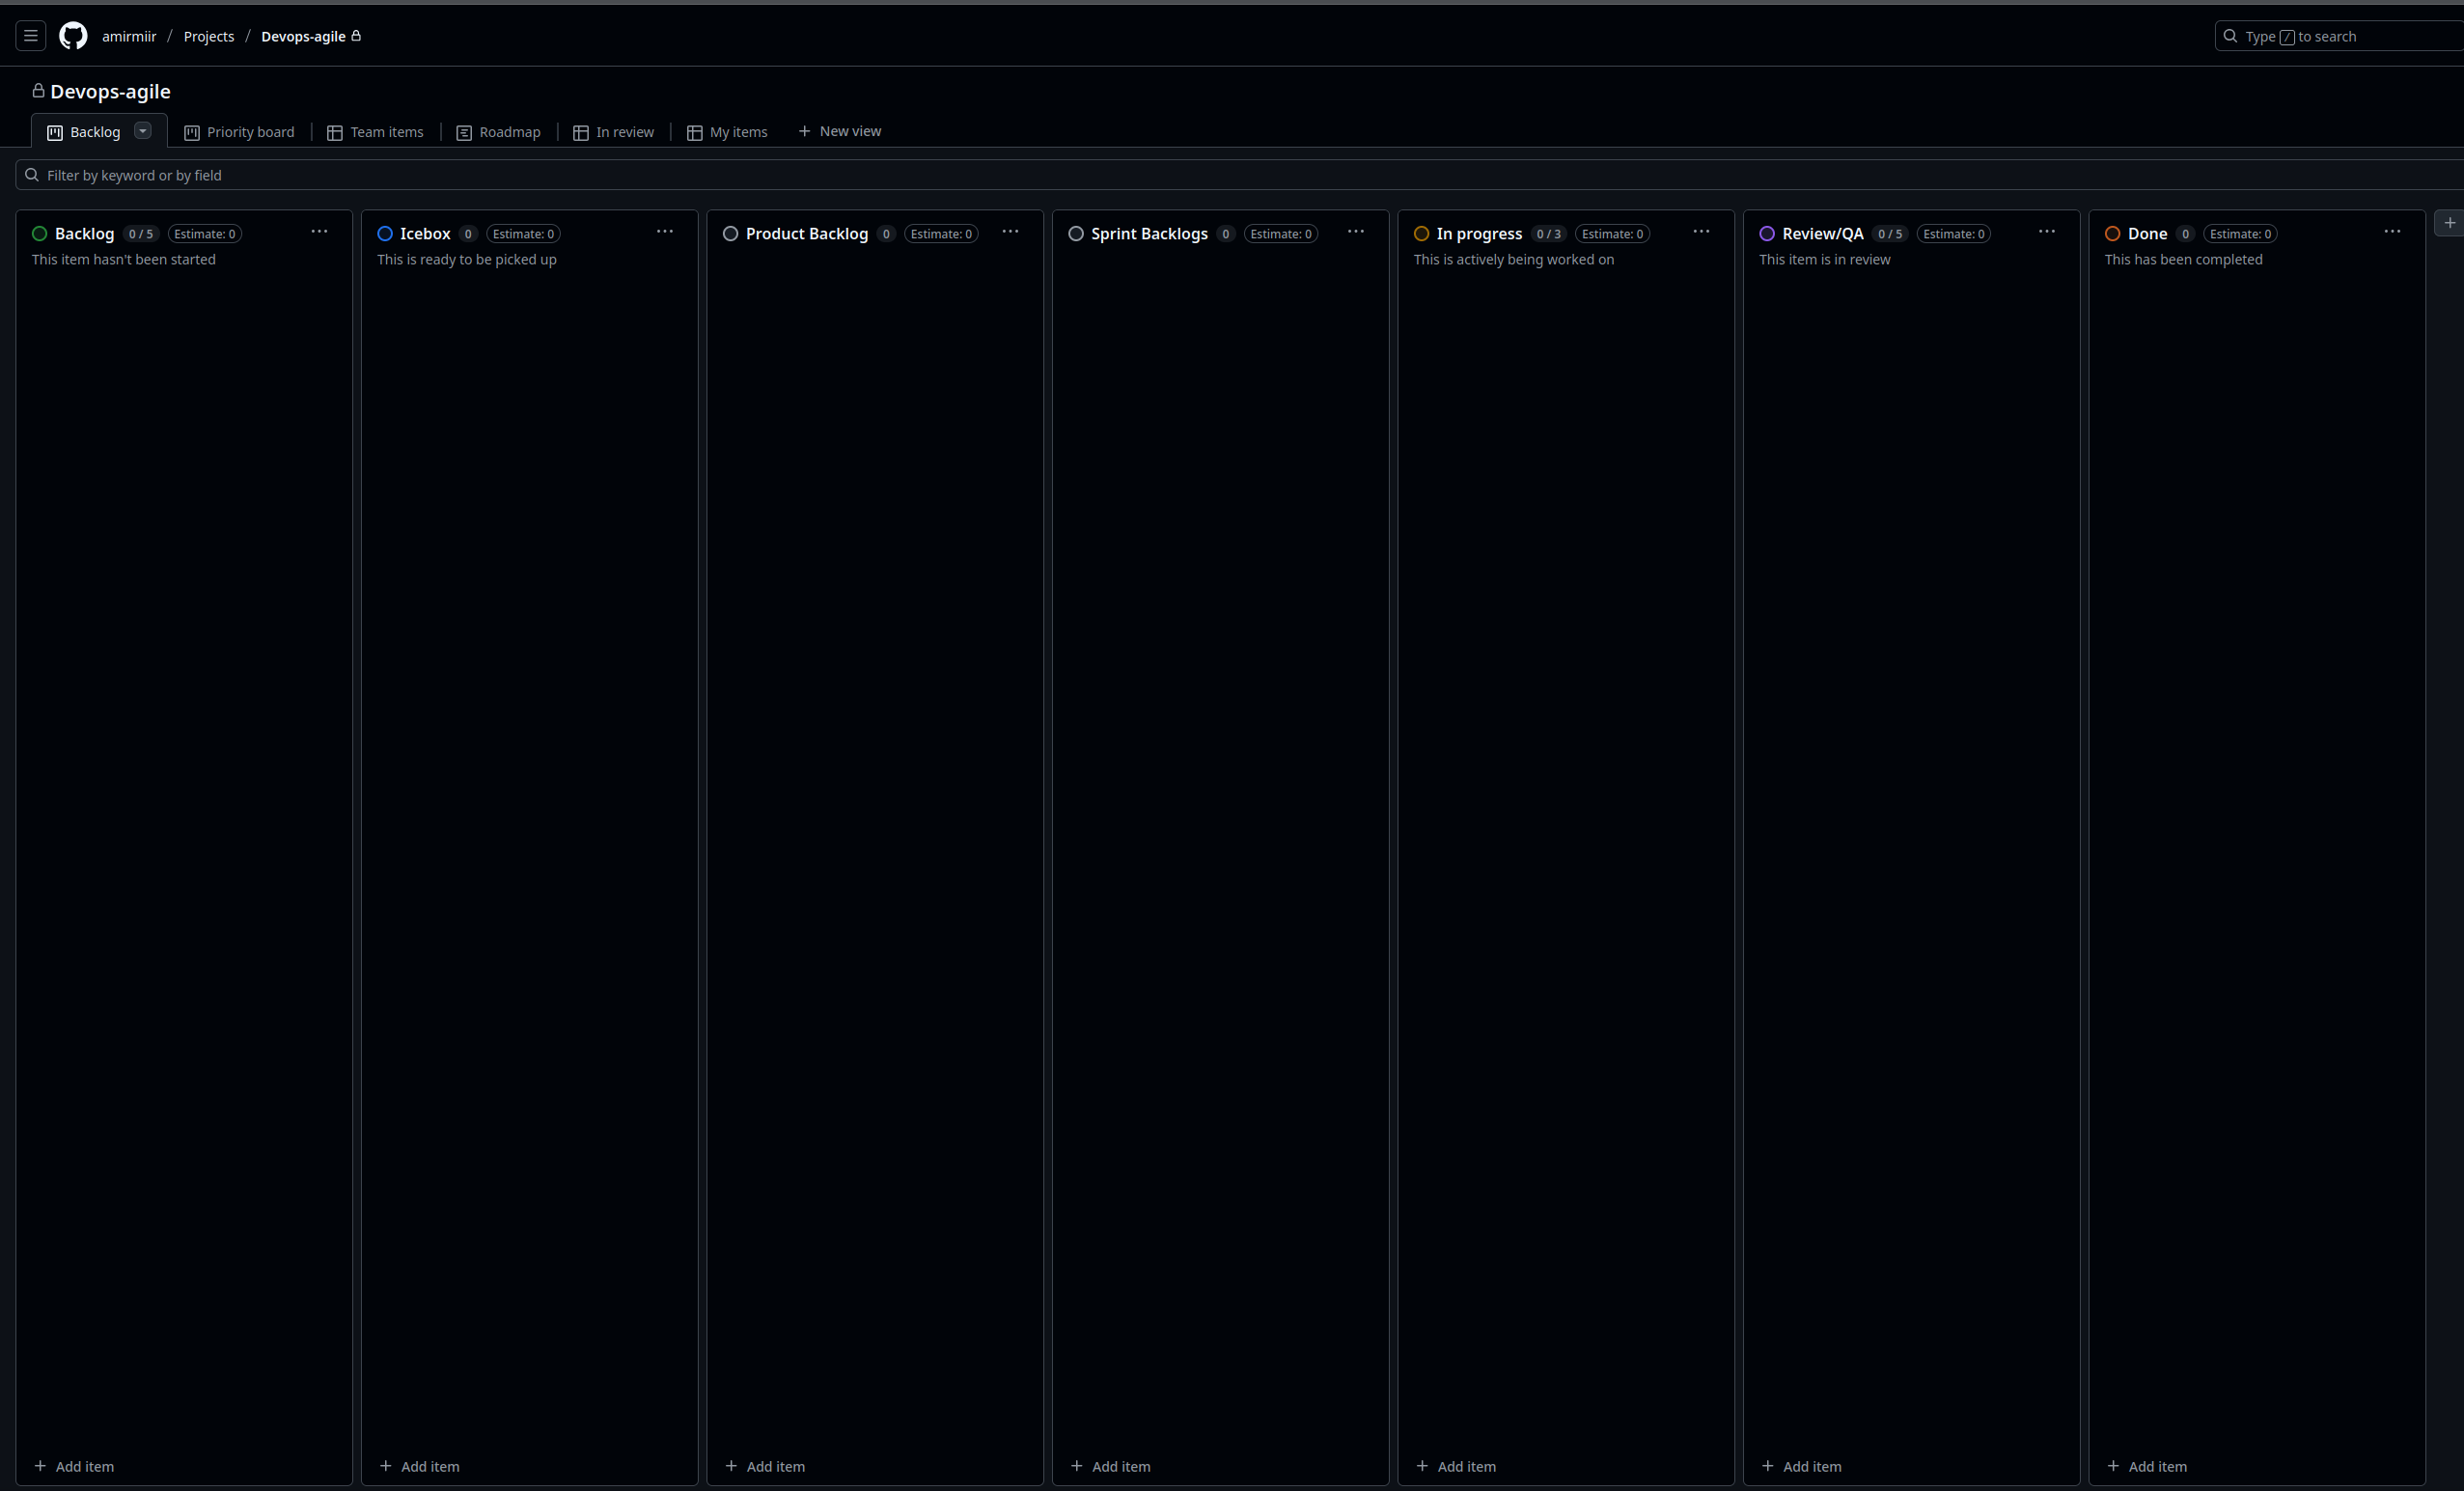 amirmiir / Projects / Devops-agile
Type / to search
Devops-agile
Backlog Priority board Team items Roadmap In review My items + New view
Filter by keyword or by field
Backlog 0 / 5 Estimate: 0 ···
This item hasn't been started
+ Add item
Icebox 0 Estimate: 0 ···
This is ready to be picked up
+ Add item
Product Backlog 0 Estimate: 0 ···
+ Add item
Sprint Backlogs 0 Estimate: 0 ···
+ Add item
In progress 0 / 3 Estimate: 0 ···
This is actively being worked on
+ Add item
Review/QA 0 / 5 Estimate: 0 ···
This item is in review
+ Add item
Done 0 Estimate: 0 ···
This has been completed
+ Add item